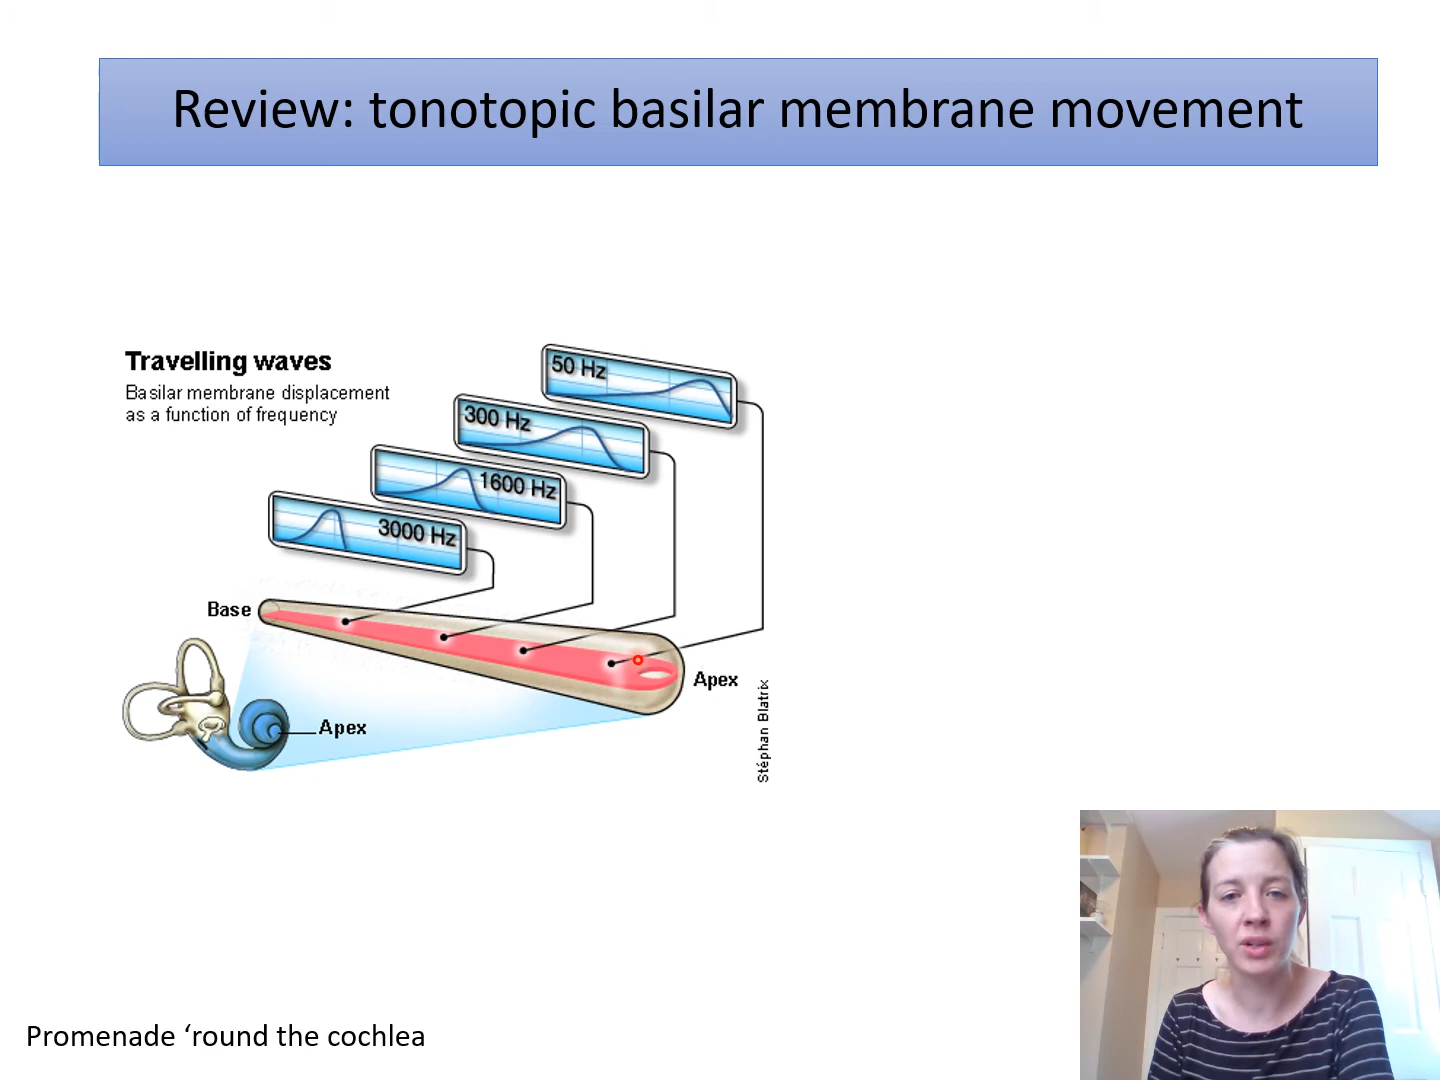 Review: tonotopic basilar membrane movement
Travelling waves
Basilar membrane displacement
as a function of frequency
50 Hz
300 Hz
1600 Hz
3000 Hz
Base
Apex
Apex
Stéphan Blatrix
Promenade ‘round the cochlea